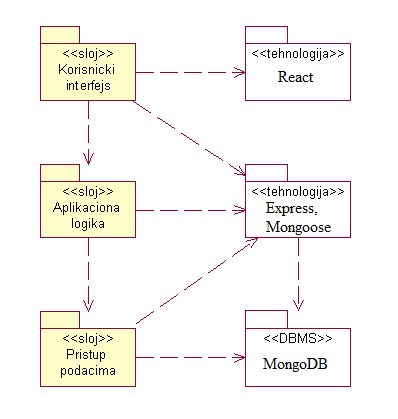 <<sloj>>
Korisnicki
interfejs
<<tehnologija>>
React
<<sloj>>
Aplikaciona
logika
<<tehnologija>>
Express,
Mongoose
<<sloj>>
Pristup
podacima
<<DBMS>>
MongoDB